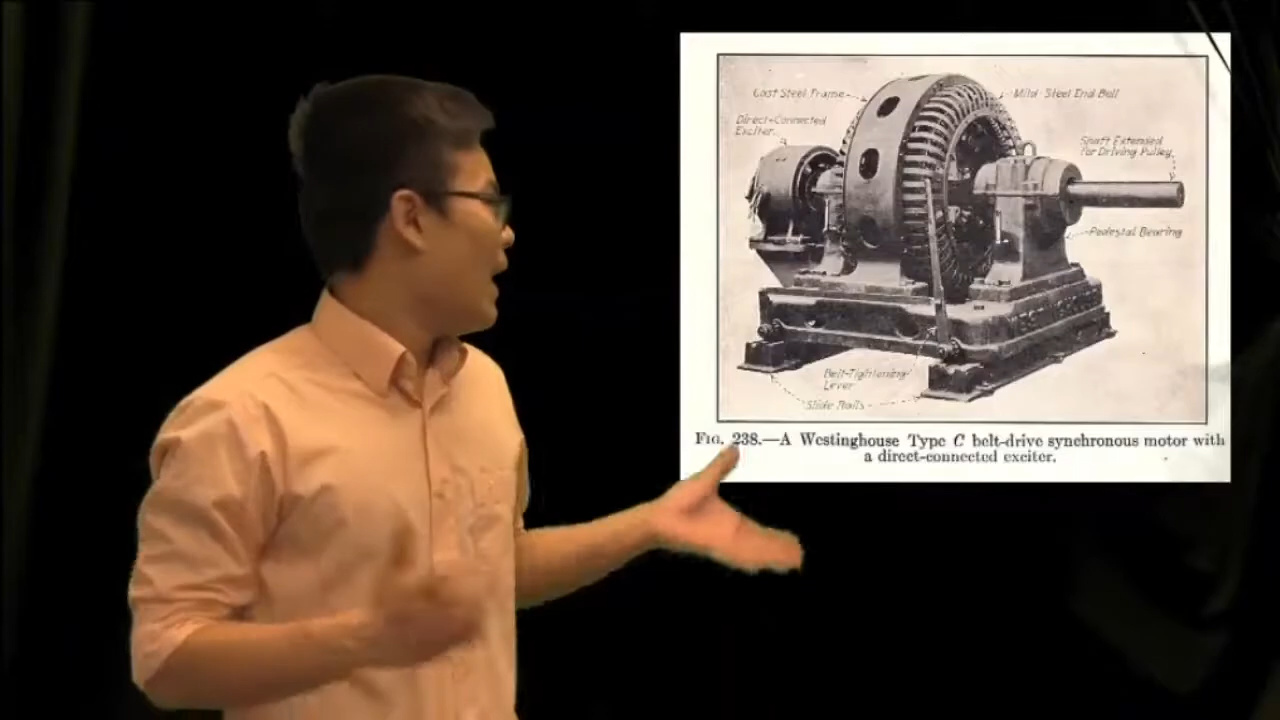 Cast Steel Frame
Mild Steel End Bell
Direct-Connected
Exciter
Shaft Extended
for Driving Pulley
Pedestal Bearing
Belt-Tightening
Lever
Slide Rails
FIG. 238.—A Westinghouse Type C belt-drive synchronous motor with
a direct-connected exciter.